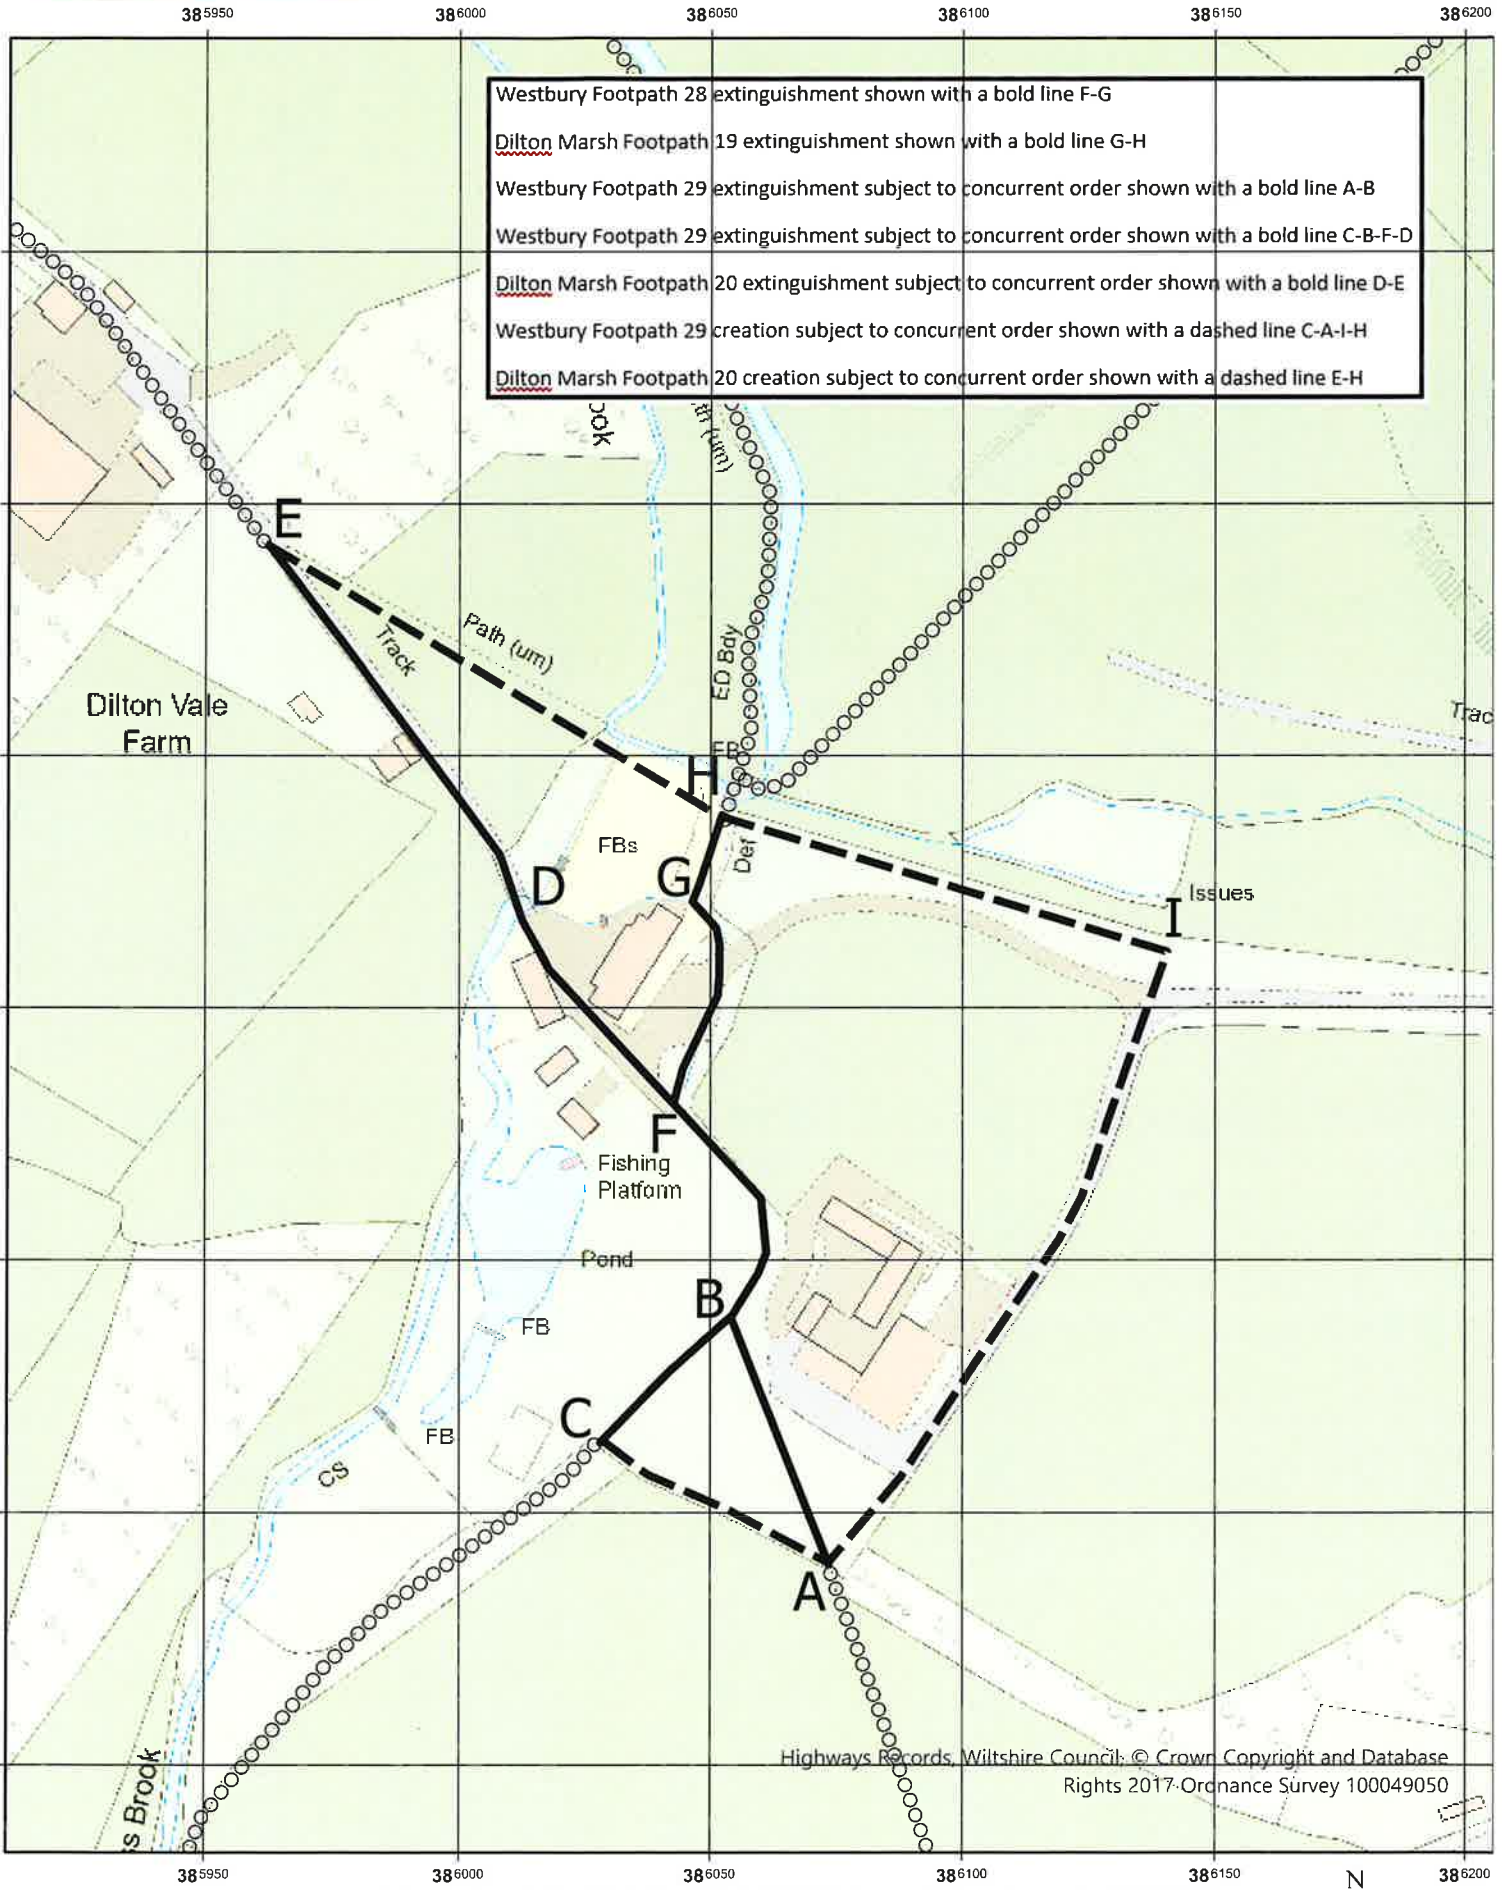 385950 386000 386050 386100 386150 386200
Westbury Footpath 28 extinguishment shown with a bold line F-G
Dilton Marsh Footpath 19 extinguishment shown with a bold line G-H
Westbury Footpath 29 extinguishment subject to concurrent order shown with a bold line A-B
Westbury Footpath 29 extinguishment subject to concurrent order shown with a bold line C-B-F-D
Dilton Marsh Footpath 20 extinguishment subject to concurrent order shown with a bold line D-E
Westbury Footpath 29 creation subject to concurrent order shown with a dashed line C-A-I-H
Dilton Marsh Footpath 20 creation subject to concurrent order shown with a dashed line E-H
ook
th (um)
E
Path (um)
Track
ED Bdy
Dilton Vale
Farm
Trac
FB
H
FBs
Def
G
D
Issues
I
F
Fishing
Platform
Pond
B
FB
C
FB
CS
A
ss Brook
Highways Records, Wiltshire Council: © Crown Copyright and Database
Rights 2017 Ordnance Survey 100049050
385950 386000 386050 386100 386150 386200
N